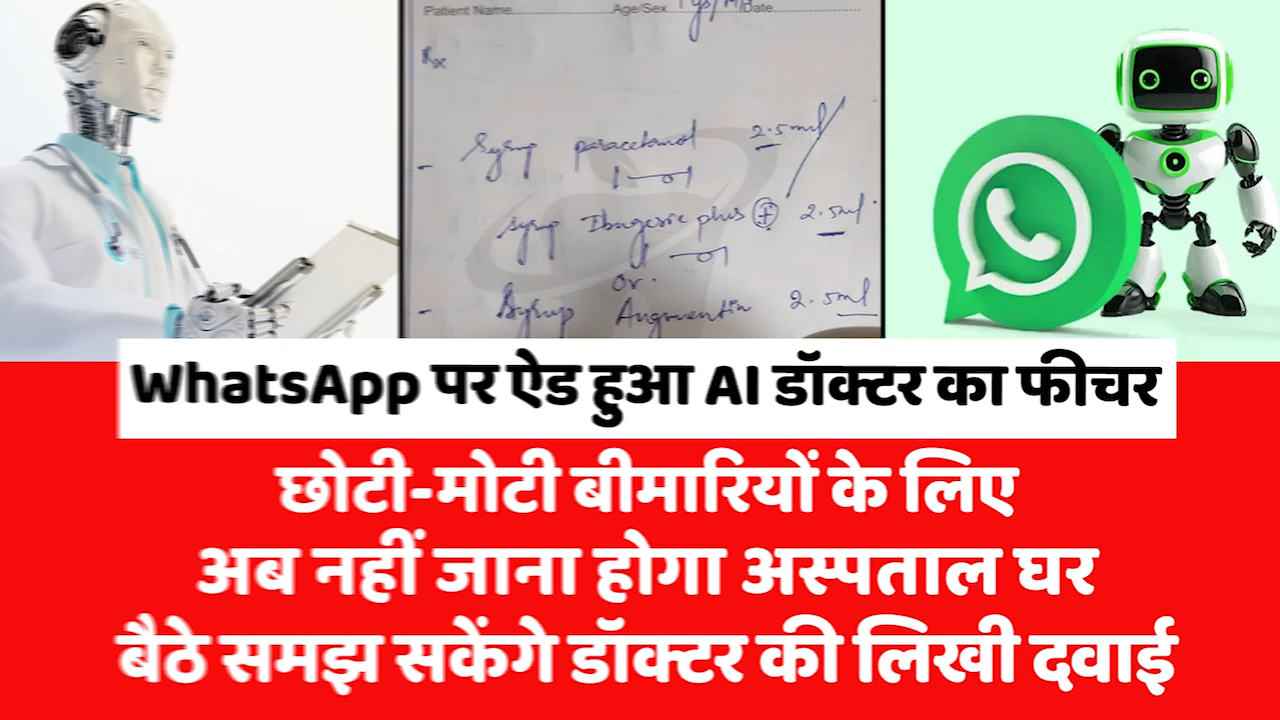 Patient Name Age/Sex Date
Rx
- Syrup paracetamol 2.5ml
Syrup Ibugesic plus 2.5ml
Or.
- Syrup Augmentin 2.5ml
WhatsApp पर ऐड हुआ AI डॉक्टर का फीचर
छोटी-मोटी बीमारियों के लिए
अब नहीं जाना होगा अस्पताल घर
बैठे समझ सकेंगे डॉक्टर की लिखी दवाई